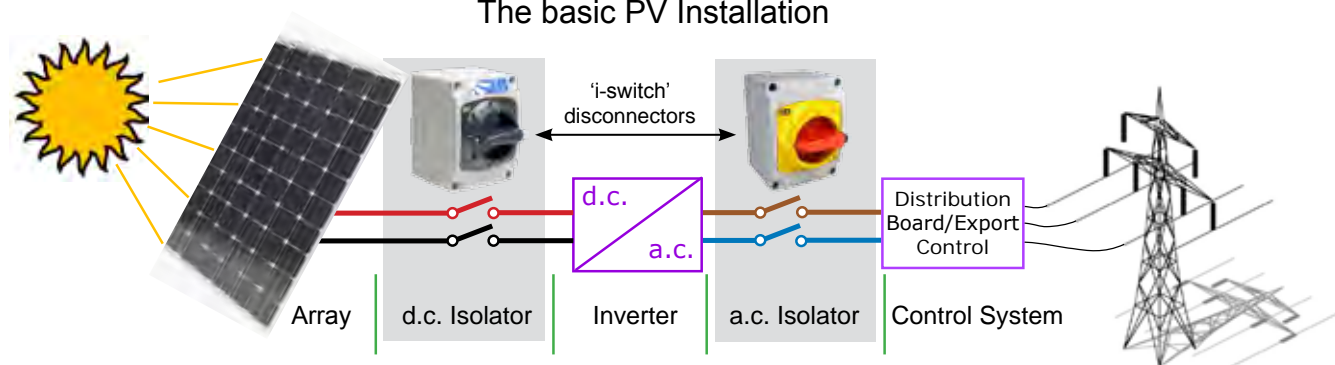 The basic PV Installation
'i-switch'
disconnectors
d.c.
a.c.
Distribution
Board/Export
Control
Array
d.c. Isolator
Inverter
a.c. Isolator
Control System